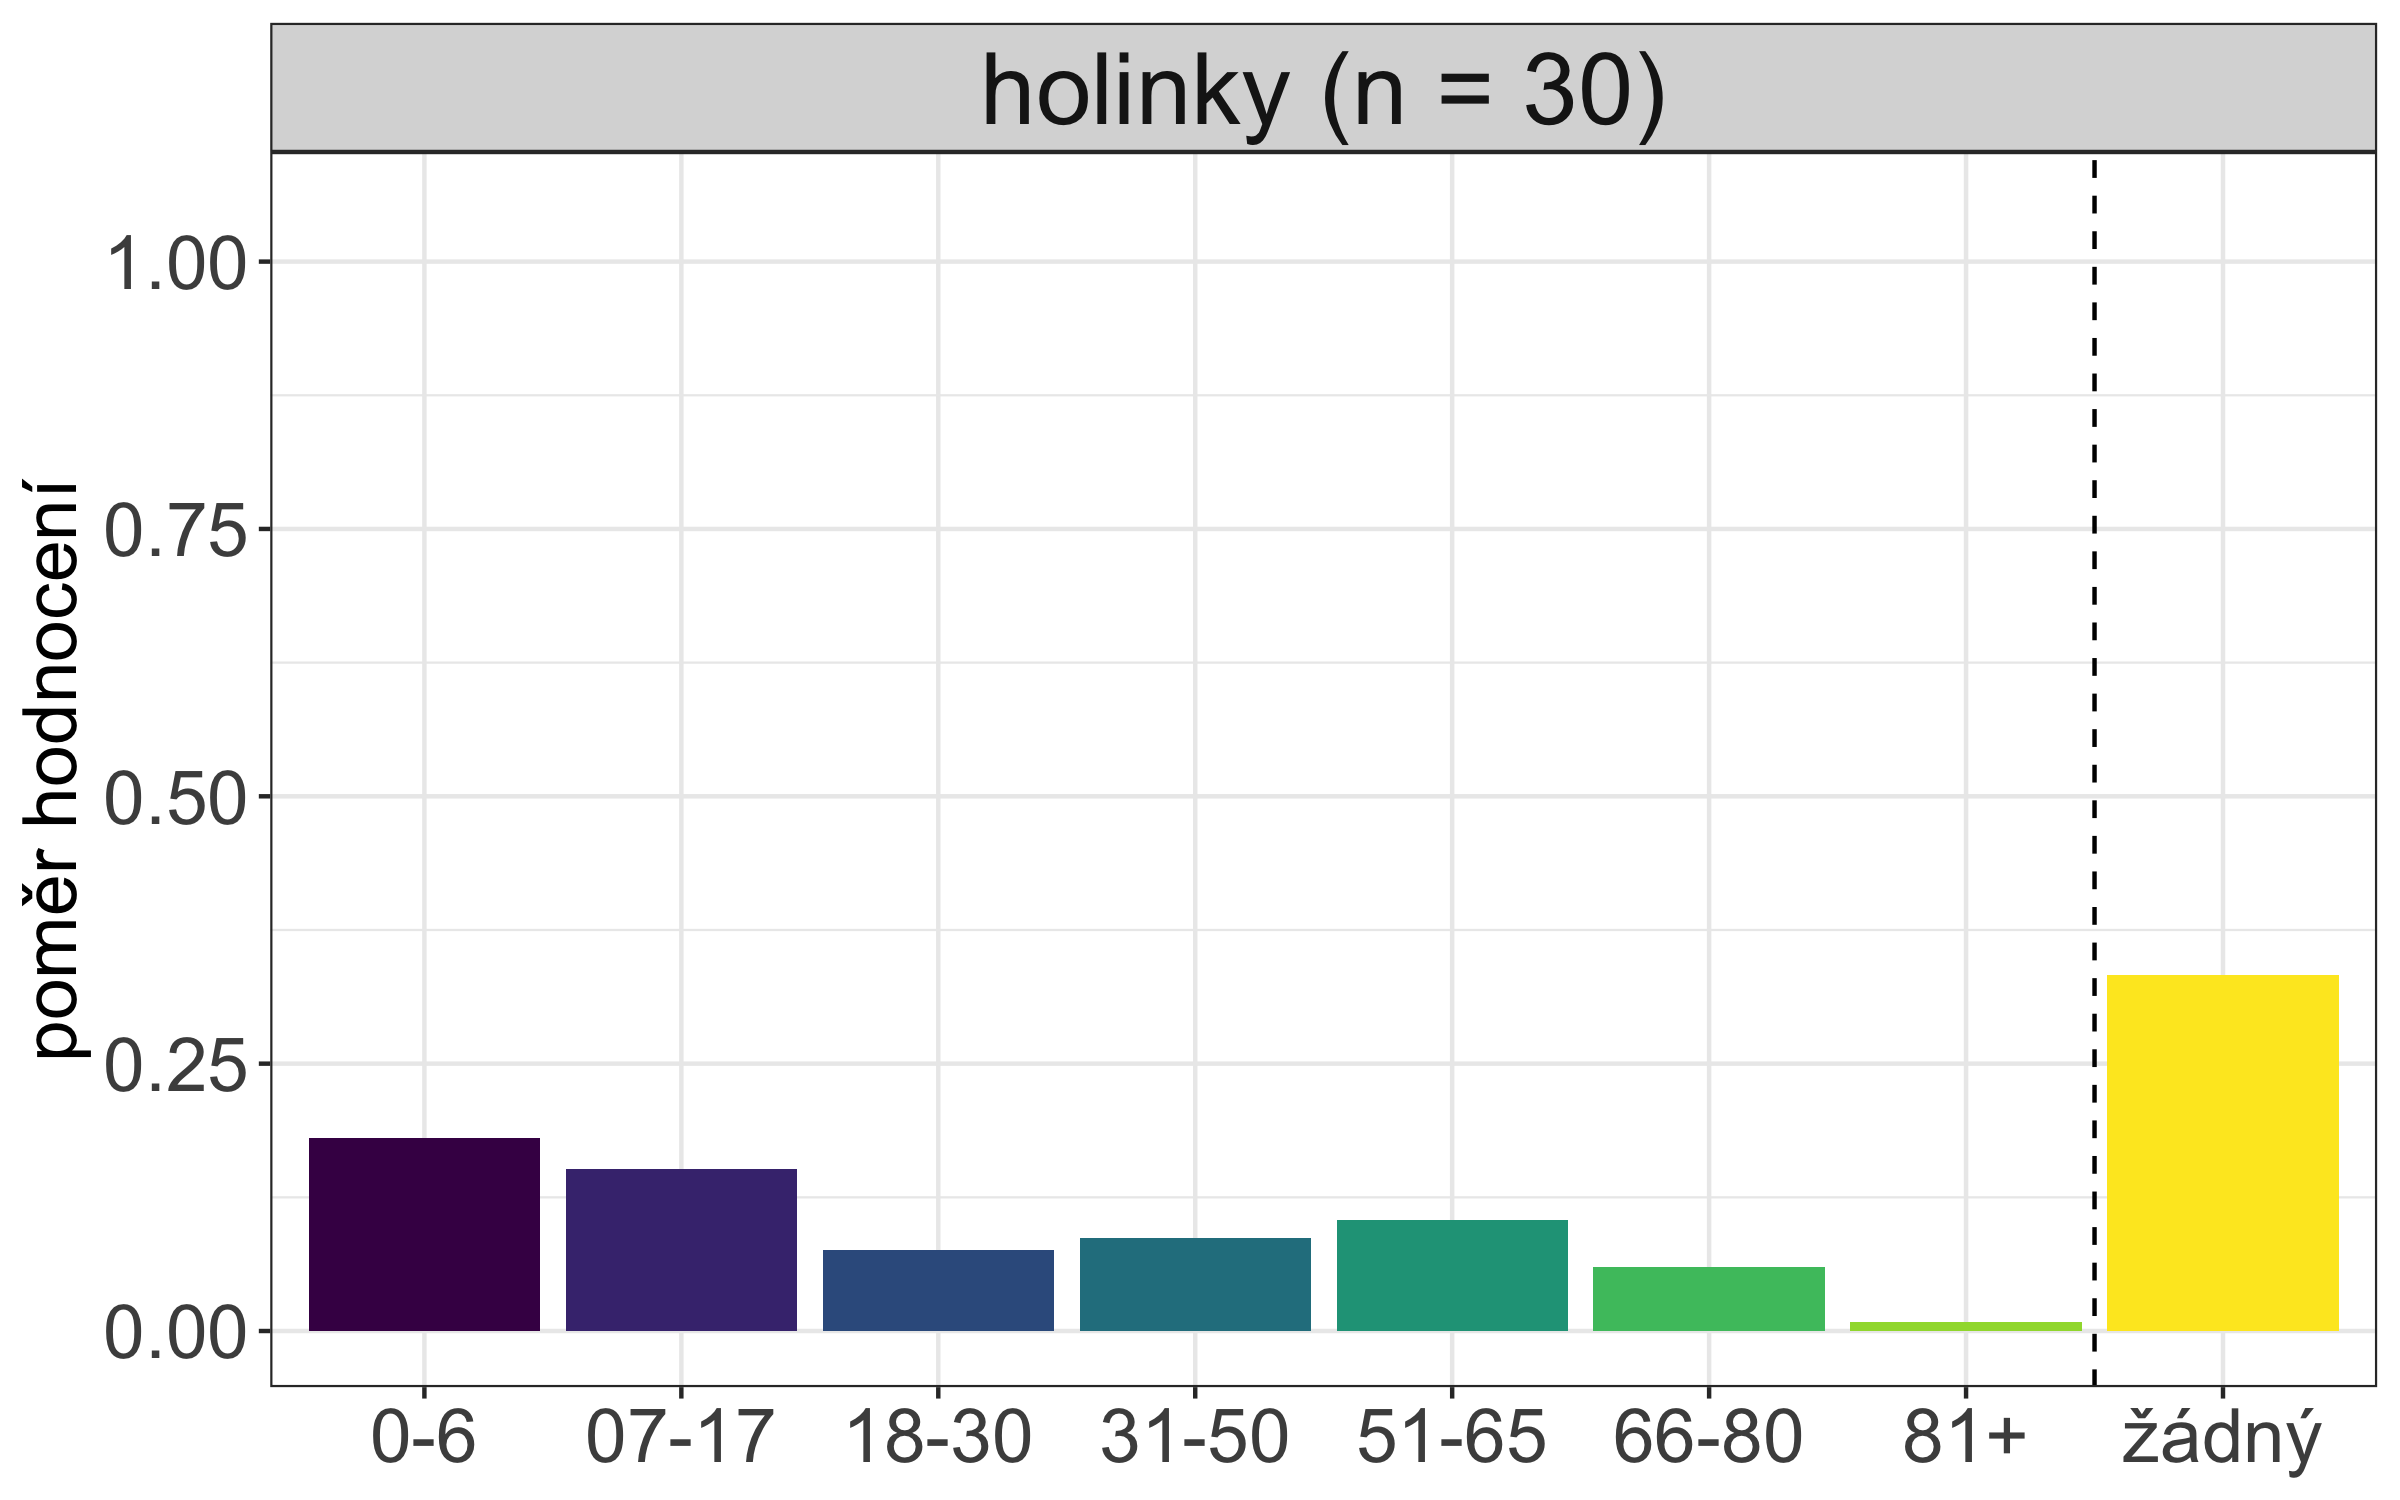 holinky (n = 30)
poměr hodnocení
1.00
0.75
0.50
0.25
0.00
0-6 07-17 18-30 31-50 51-65 66-80 81+ žádný